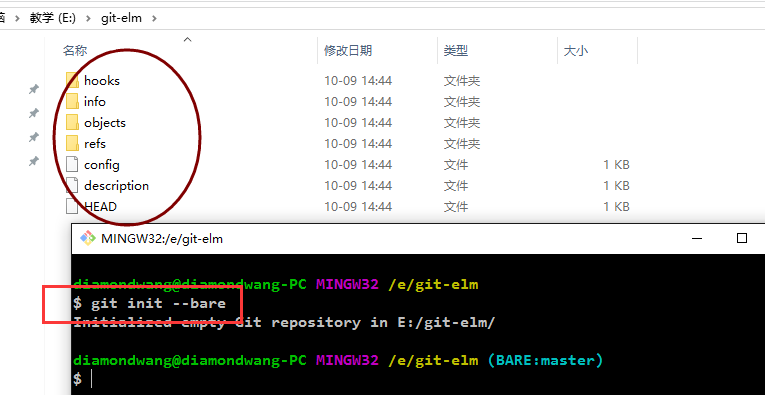 教学 (E:) > git-elm >
名称 修改日期 类型 大小
hooks 10-09 14:44 文件夹
info 10-09 14:44 文件夹
objects 10-09 14:44 文件夹
refs 10-09 14:44 文件夹
config 10-09 14:44 文件 1 KB
description 10-09 14:44 文件 1 KB
HEAD 10-09 14:44 文件 1 KB
MINGW32:/e/git-elm
diamondwang@diamondwang-PC MINGW32 /e/git-elm
$ git init --bare
Initialized empty Git repository in E:/git-elm/
diamondwang@diamondwang-PC MINGW32 /e/git-elm (BARE:master)
$